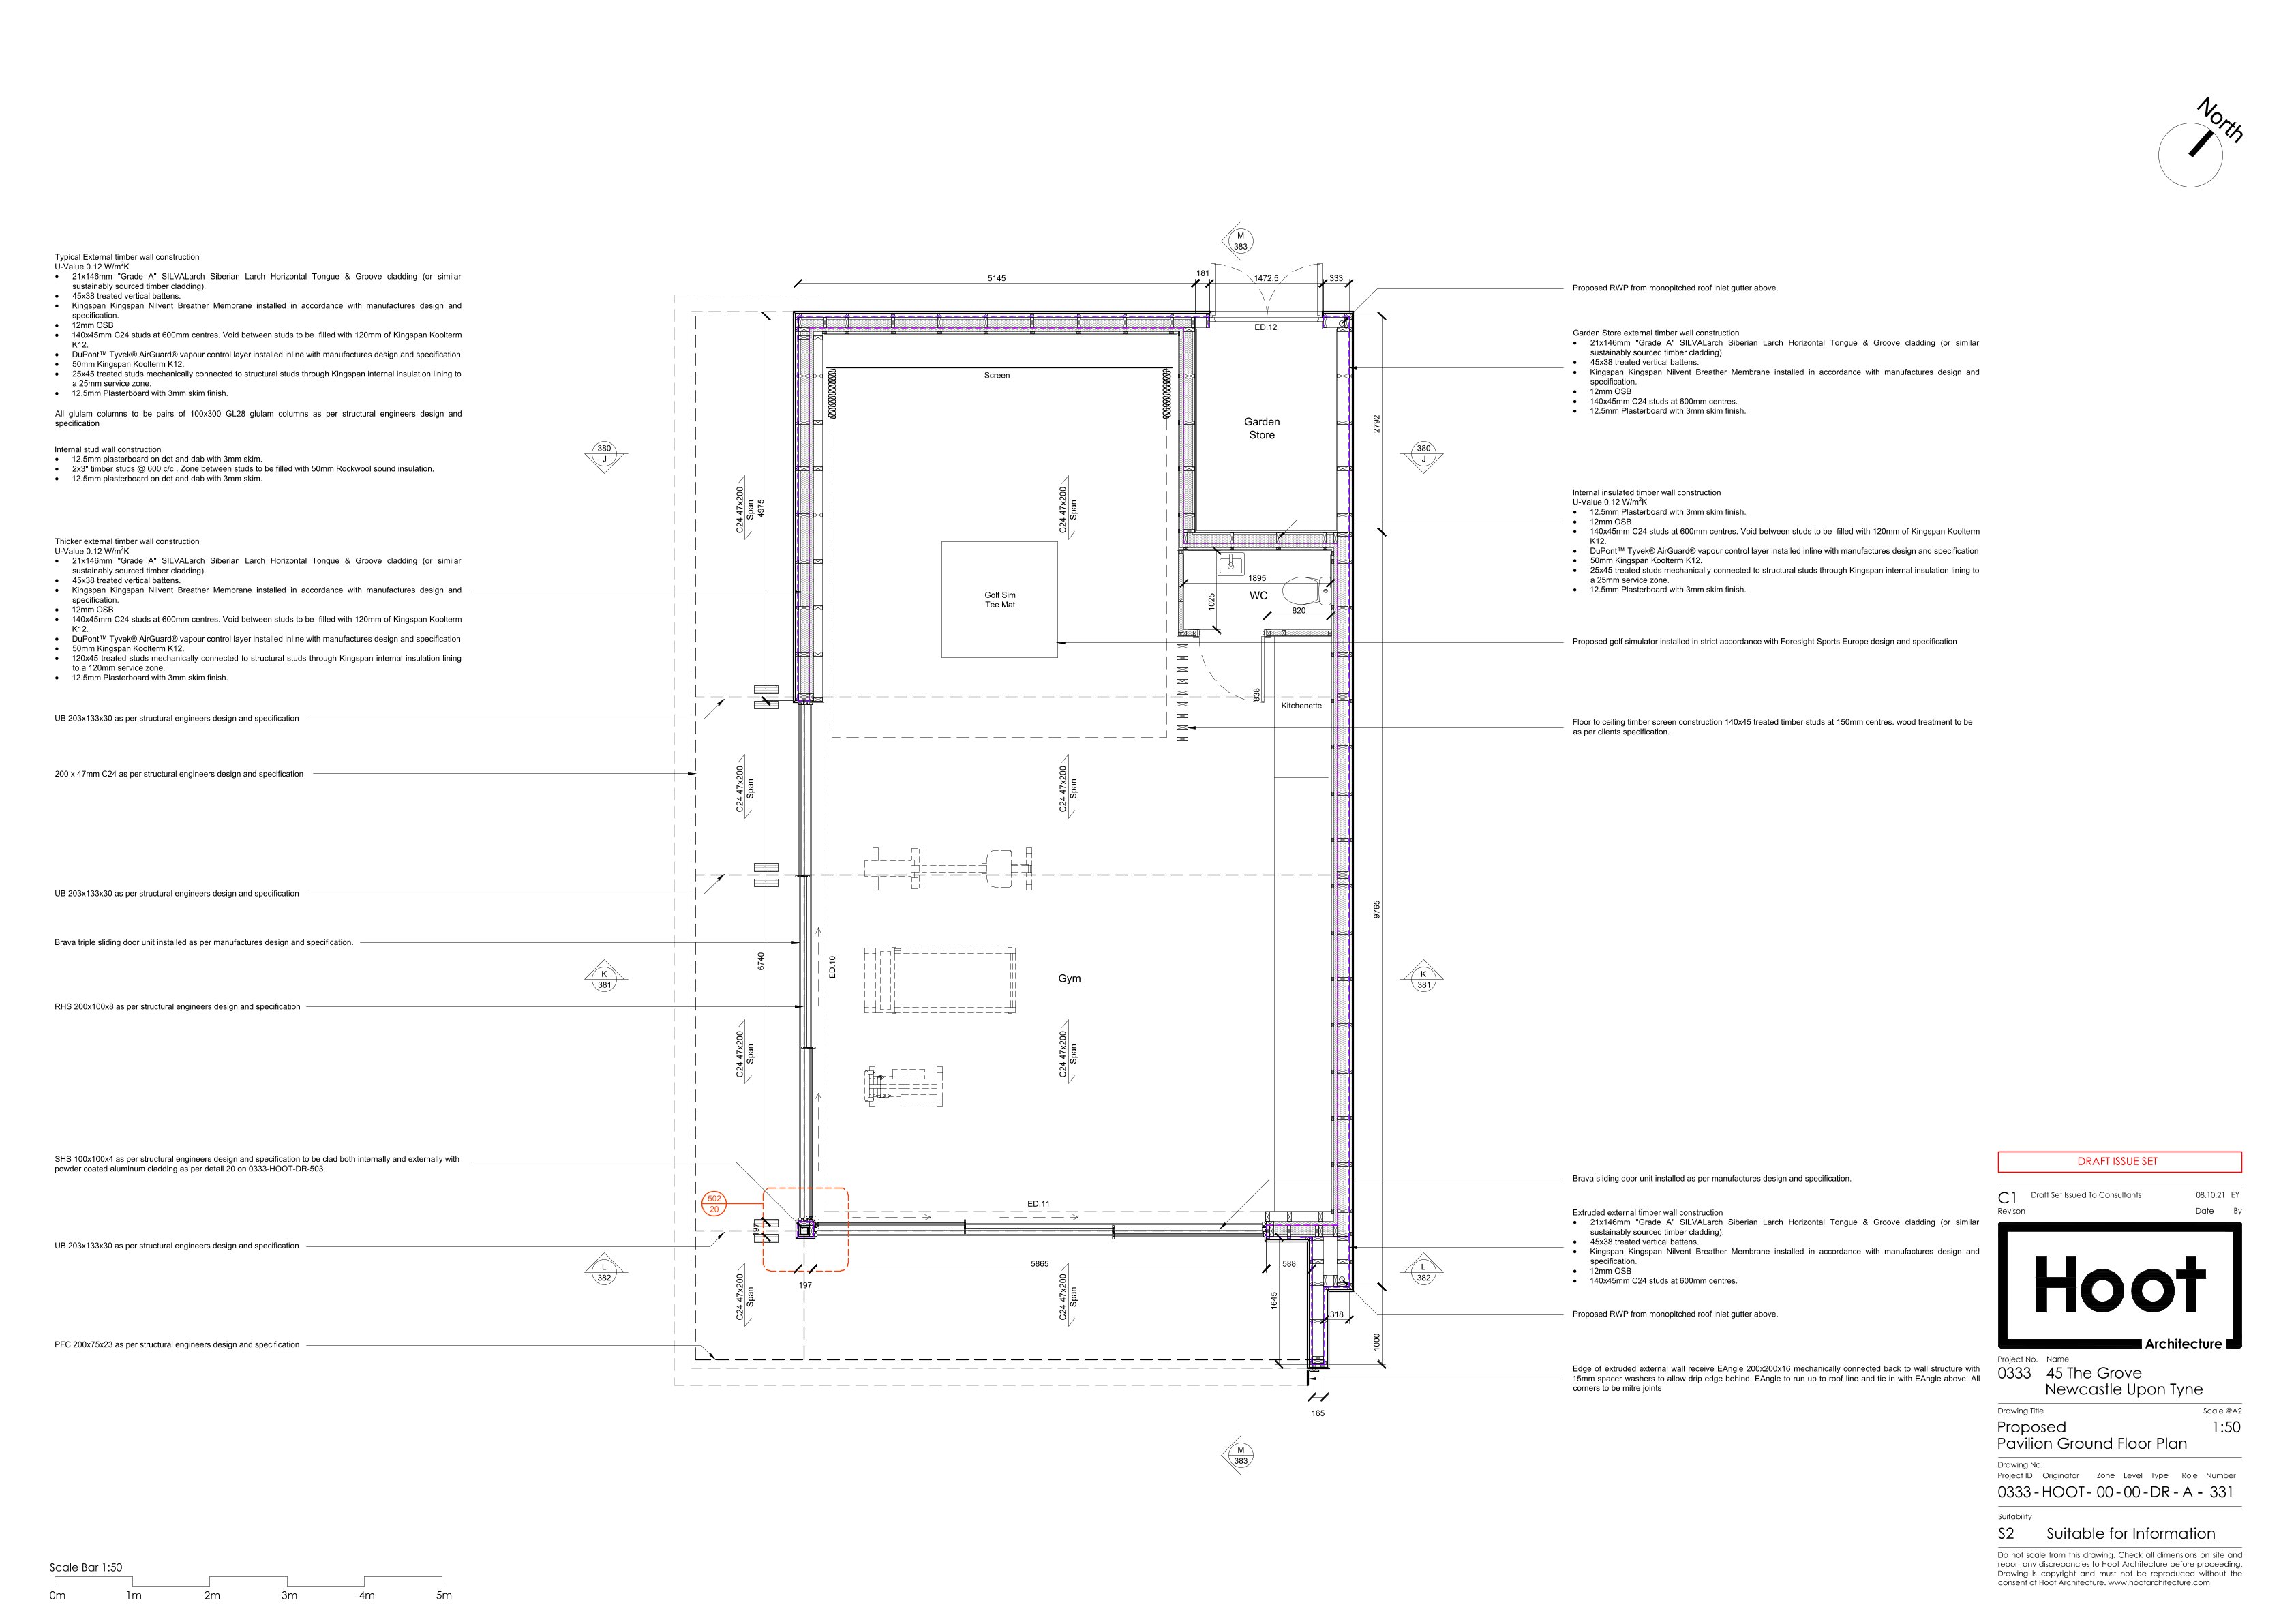 North
Typical External timber wall construction
U-Value 0.12 W/m²K
• 21x146mm "Grade A" SILVALarch Siberian Larch Horizontal Tongue & Groove cladding (or similar
sustainably sourced timber cladding).
• 45x38 treated vertical battens.
• Kingspan Kingspan Nilvent Breather Membrane installed in accordance with manufactures design and
specification.
• 12mm OSB
• 140x45mm C24 studs at 600mm centres. Void between studs to be filled with 120mm of Kingspan Koolterm
K12.
• DuPont™ Tyvek® AirGuard® vapour control layer installed inline with manufactures design and specification
• 50mm Kingspan Koolterm K12.
• 25x45 treated studs mechanically connected to structural studs through Kingspan internal insulation lining to
a 25mm service zone.
• 12.5mm Plasterboard with 3mm skim finish.
All glulam columns to be pairs of 100x300 GL28 glulam columns as per structural engineers design and
specification
Internal stud wall construction
• 12.5mm plasterboard on dot and dab with 3mm skim.
• 2x3" timber studs @ 600 c/c . Zone between studs to be filled with 50mm Rockwool sound insulation.
• 12.5mm plasterboard on dot and dab with 3mm skim.
Thicker external timber wall construction
U-Value 0.12 W/m²K
• 21x146mm "Grade A" SILVALarch Siberian Larch Horizontal Tongue & Groove cladding (or similar
sustainably sourced timber cladding).
• 45x38 treated vertical battens.
• Kingspan Kingspan Nilvent Breather Membrane installed in accordance with manufactures design and
specification.
• 12mm OSB
• 140x45mm C24 studs at 600mm centres. Void between studs to be filled with 120mm of Kingspan Koolterm
K12.
• DuPont™ Tyvek® AirGuard® vapour control layer installed inline with manufactures design and specification
• 50mm Kingspan Koolterm K12.
• 120x45 treated studs mechanically connected to structural studs through Kingspan internal insulation lining
to a 120mm service zone.
• 12.5mm Plasterboard with 3mm skim finish.
UB 203x133x30 as per structural engineers design and specification
200 x 47mm C24 as per structural engineers design and specification
UB 203x133x30 as per structural engineers design and specification
Brava triple sliding door unit installed as per manufactures design and specification.
RHS 200x100x8 as per structural engineers design and specification
SHS 100x100x4 as per structural engineers design and specification to be clad both internally and externally with
powder coated aluminum cladding as per detail 20 on 0333-HOOT-DR-503.
UB 203x133x30 as per structural engineers design and specification
PFC 200x75x23 as per structural engineers design and specification
Scale Bar 1:50
0m 1m 2m 3m 4m 5m
M
383
5145
181
1472.5
333
ED.12
Screen
Garden
Store
2792
380
J
380
J
C24 47x200
Span
4975
C24 47x200
Span
Golf Sim
Tee Mat
1895
WC
1025
820
838
Kitchenette
C24 47x200
Span
C24 47x200
Span
9765
6740
ED.10
K
381
K
381
Gym
C24 47x200
Span
C24 47x200
Span
502
20
197
ED.11
L
382
L
382
197
5865
588
C24 47x200
Span
C24 47x200
Span
1645
318
1000
165
M
383
Proposed RWP from monopitched roof inlet gutter above.
Garden Store external timber wall construction
• 21x146mm "Grade A" SILVALarch Siberian Larch Horizontal Tongue & Groove cladding (or similar
sustainably sourced timber cladding).
• 45x38 treated vertical battens.
• Kingspan Kingspan Nilvent Breather Membrane installed in accordance with manufactures design and
specification.
• 12mm OSB
• 140x45mm C24 studs at 600mm centres.
• 12.5mm Plasterboard with 3mm skim finish.
Internal insulated timber wall construction
U-Value 0.12 W/m²K
• 12.5mm Plasterboard with 3mm skim finish.
• 12mm OSB
• 140x45mm C24 studs at 600mm centres. Void between studs to be filled with 120mm of Kingspan Koolterm
K12.
• DuPont™ Tyvek® AirGuard® vapour control layer installed inline with manufactures design and specification
• 50mm Kingspan Koolterm K12.
• 25x45 treated studs mechanically connected to structural studs through Kingspan internal insulation lining to
a 25mm service zone.
• 12.5mm Plasterboard with 3mm skim finish.
Proposed golf simulator installed in strict accordance with Foresight Sports Europe design and specification
Floor to ceiling timber screen construction 140x45 treated timber studs at 150mm centres. wood treatment to be
as per clients specification.
Brava sliding door unit installed as per manufactures design and specification.
Extruded external timber wall construction
• 21x146mm "Grade A" SILVALarch Siberian Larch Horizontal Tongue & Groove cladding (or similar
sustainably sourced timber cladding).
• 45x38 treated vertical battens.
• Kingspan Kingspan Nilvent Breather Membrane installed in accordance with manufactures design and
specification.
• 12mm OSB
• 140x45mm C24 studs at 600mm centres.
Proposed RWP from monopitched roof inlet gutter above.
Edge of extruded external wall receive EAngle 200x200x16 mechanically connected back to wall structure with
15mm spacer washers to allow drip edge behind. EAngle to run up to roof line and tie in with EAngle above. All
corners to be mitre joints
DRAFT ISSUE SET
C1 Draft Set Issued To Consultants 08.10.21 EY
Revison Date By
Hoot
Architecture
Project No. Name
0333 45 The Grove
Newcastle Upon Tyne
Drawing Title Scale @A2
Proposed 1:50
Pavilion Ground Floor Plan
Drawing No.
Project ID Originator Zone Level Type Role Number
0333 - HOOT - 00 - 00 - DR - A - 331
Suitability
S2 Suitable for Information
Do not scale from this drawing. Check all dimensions on site and
report any discrepancies to Hoot Architecture before proceeding.
Drawing is copyright and must not be reproduced without the
consent of Hoot Architecture. www.hootarchitecture.com